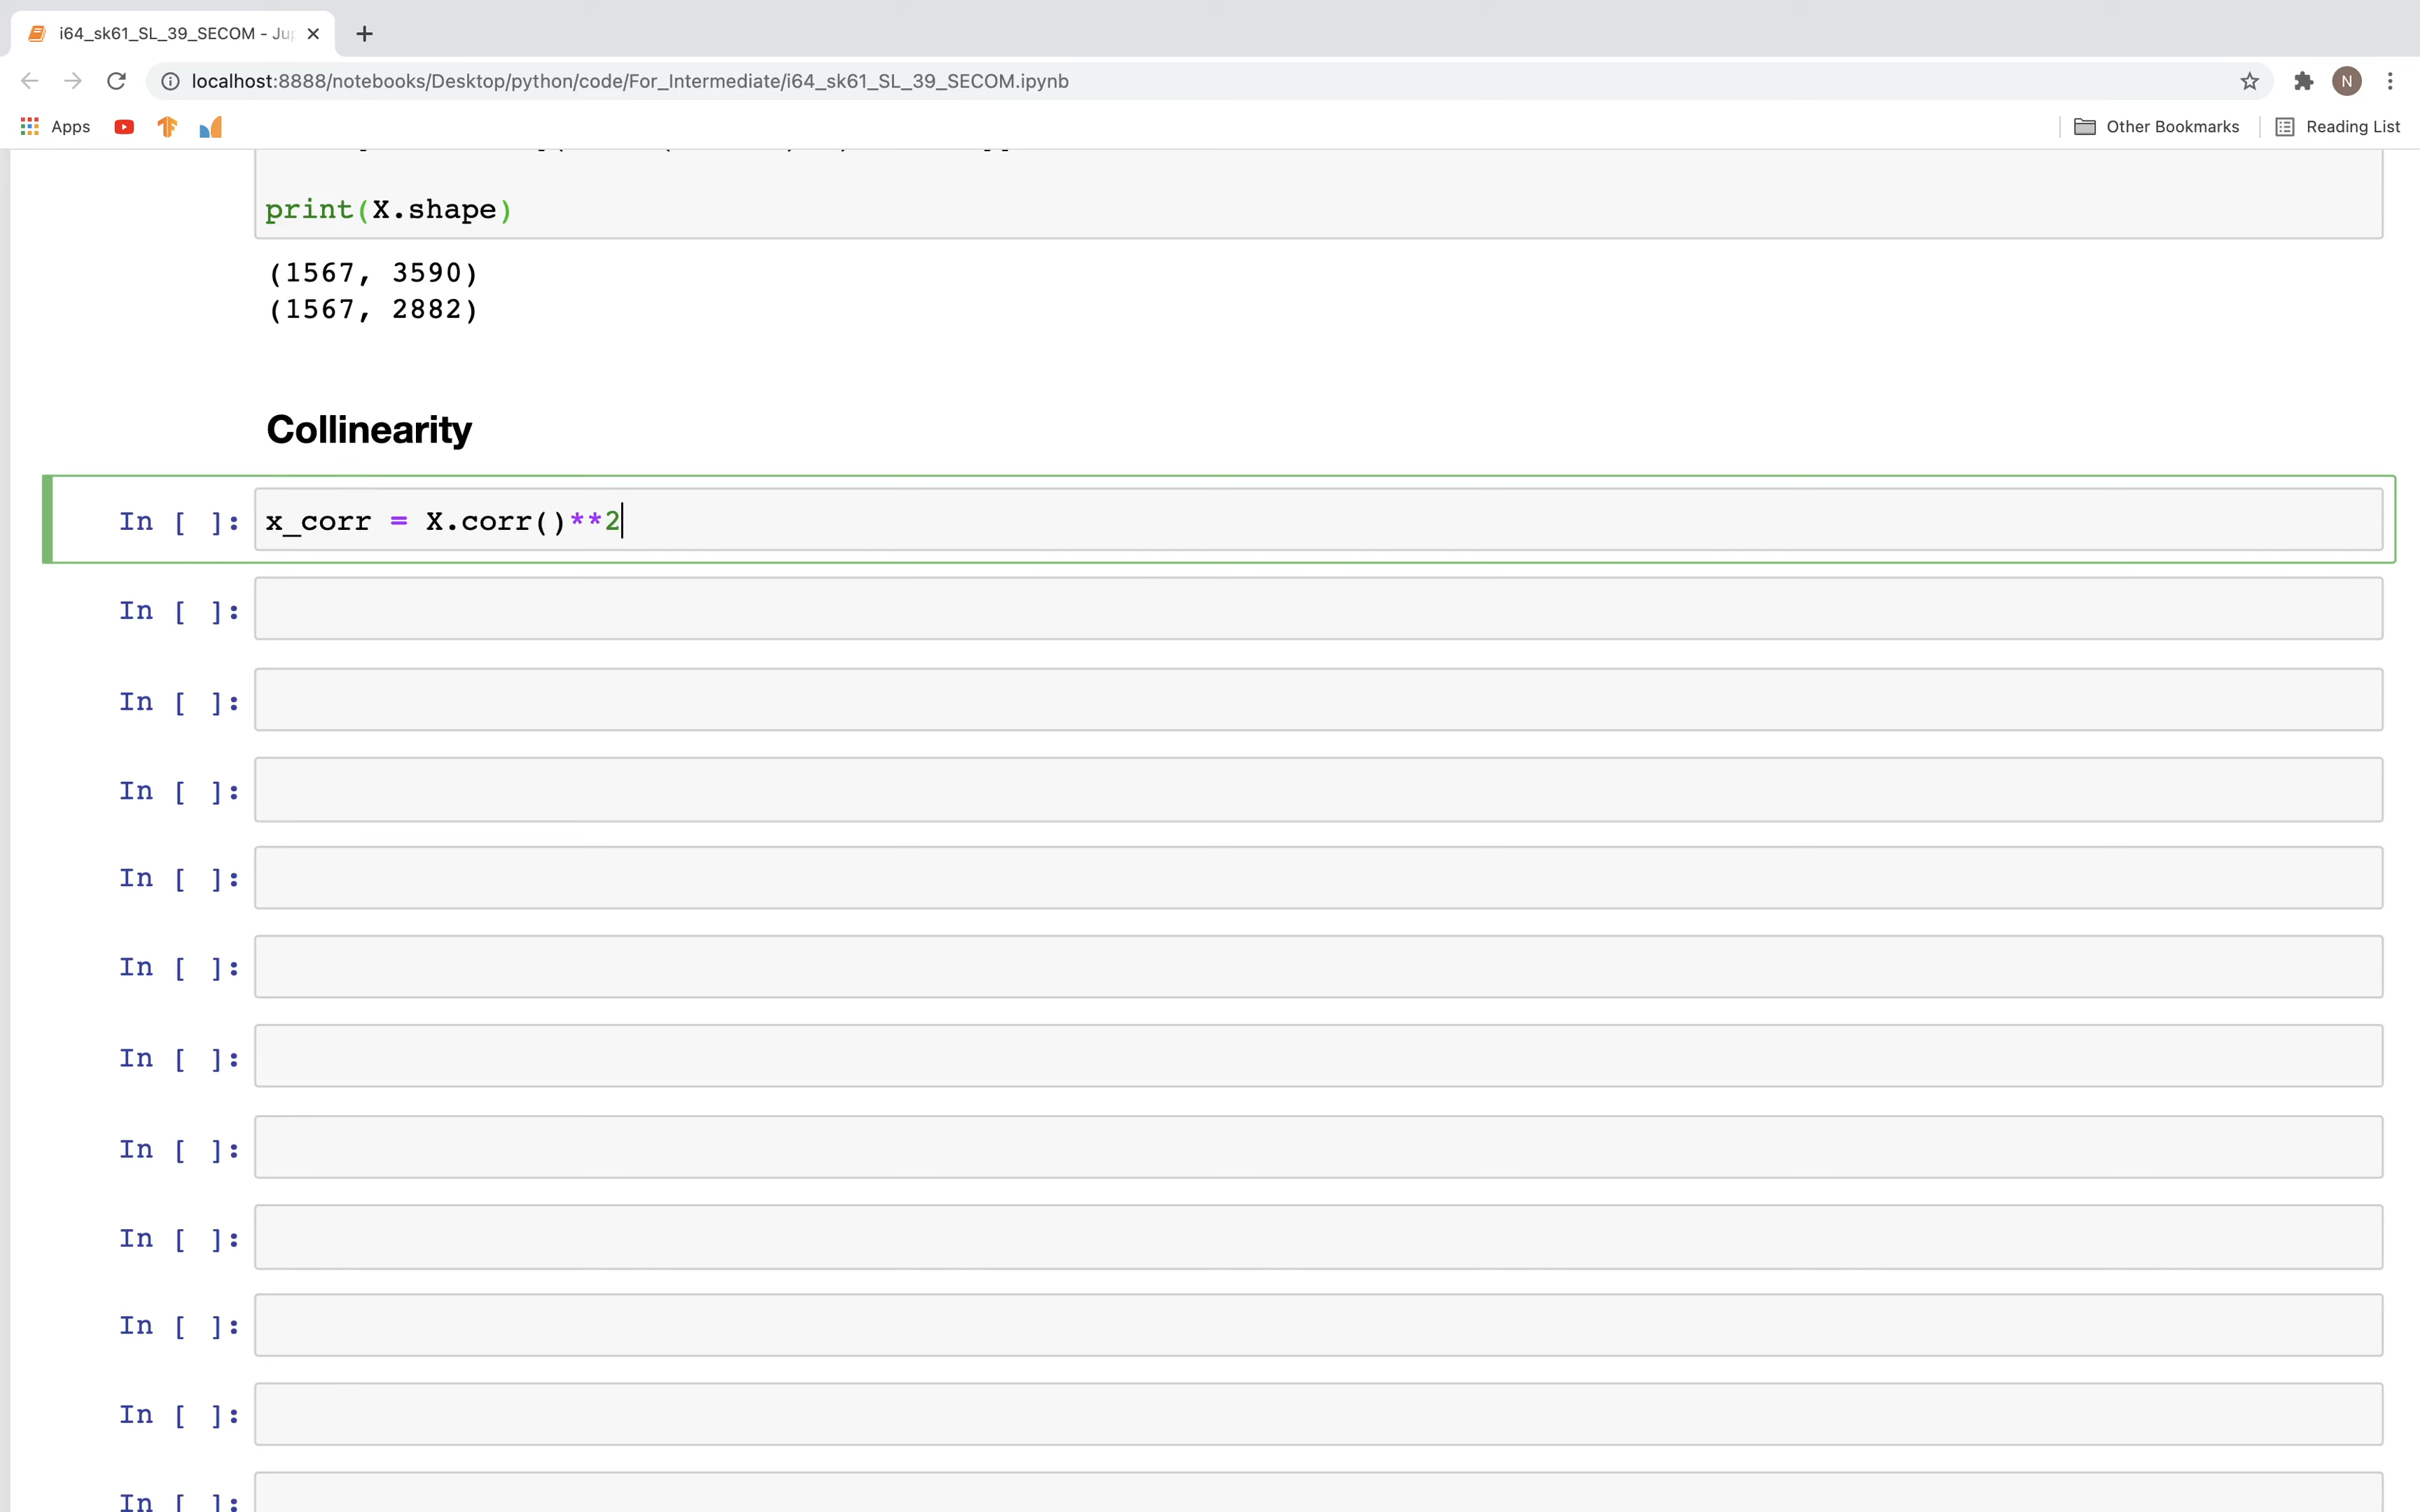 i64_sk61_SL_39_SECOM - Ju
localhost:8888/notebooks/Desktop/python/code/For_Intermediate/i64_sk61_SL_39_SECOM.ipynb
N
Apps
Other Bookmarks
Reading List
print(X.shape)
(1567, 3590)
(1567, 2882)
Collinearity
In [ ]: x_corr = X.corr()**2
In [ ]:
In [ ]:
In [ ]:
In [ ]:
In [ ]:
In [ ]:
In [ ]:
In [ ]:
In [ ]:
In [ ]:
In [ ]: